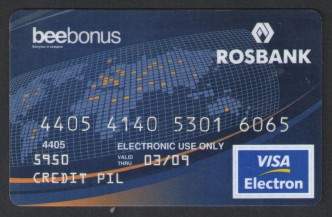 beebonus
ROSBANK
4405 4140 5301 6065
4405 ELECTRONIC USE ONLY
5950 VALID THRU 03/09
CREDIT PIL
VISA
Electron